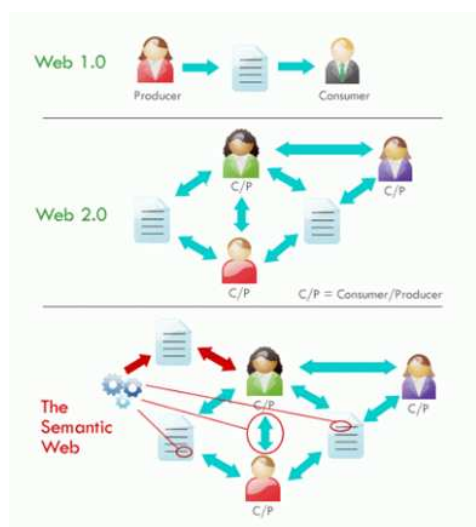 Web 1.0
Producer
Consumer
C/P
C/P
Web 2.0
C/P
C/P = Consumer/Producer
C/P
C/P
The
Semantic
Web
C/P